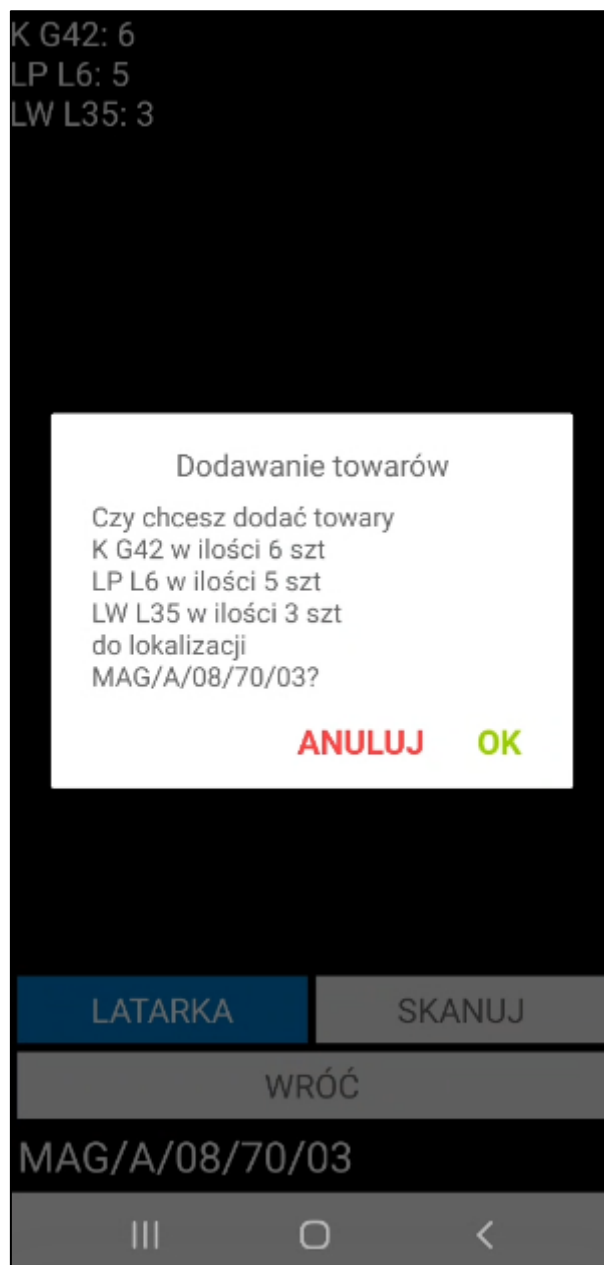 K G42: 6
LP L6: 5
LW L35: 3
Dodawanie towarów
Czy chcesz dodać towary
K G42 w ilości 6 szt
LP L6 w ilości 5 szt
LW L35 w ilości 3 szt
do lokalizacji
MAG/A/08/70/03?
ANULUJ OK
LATARKA SKANUJ
WRÓĆ
MAG/A/08/70/03